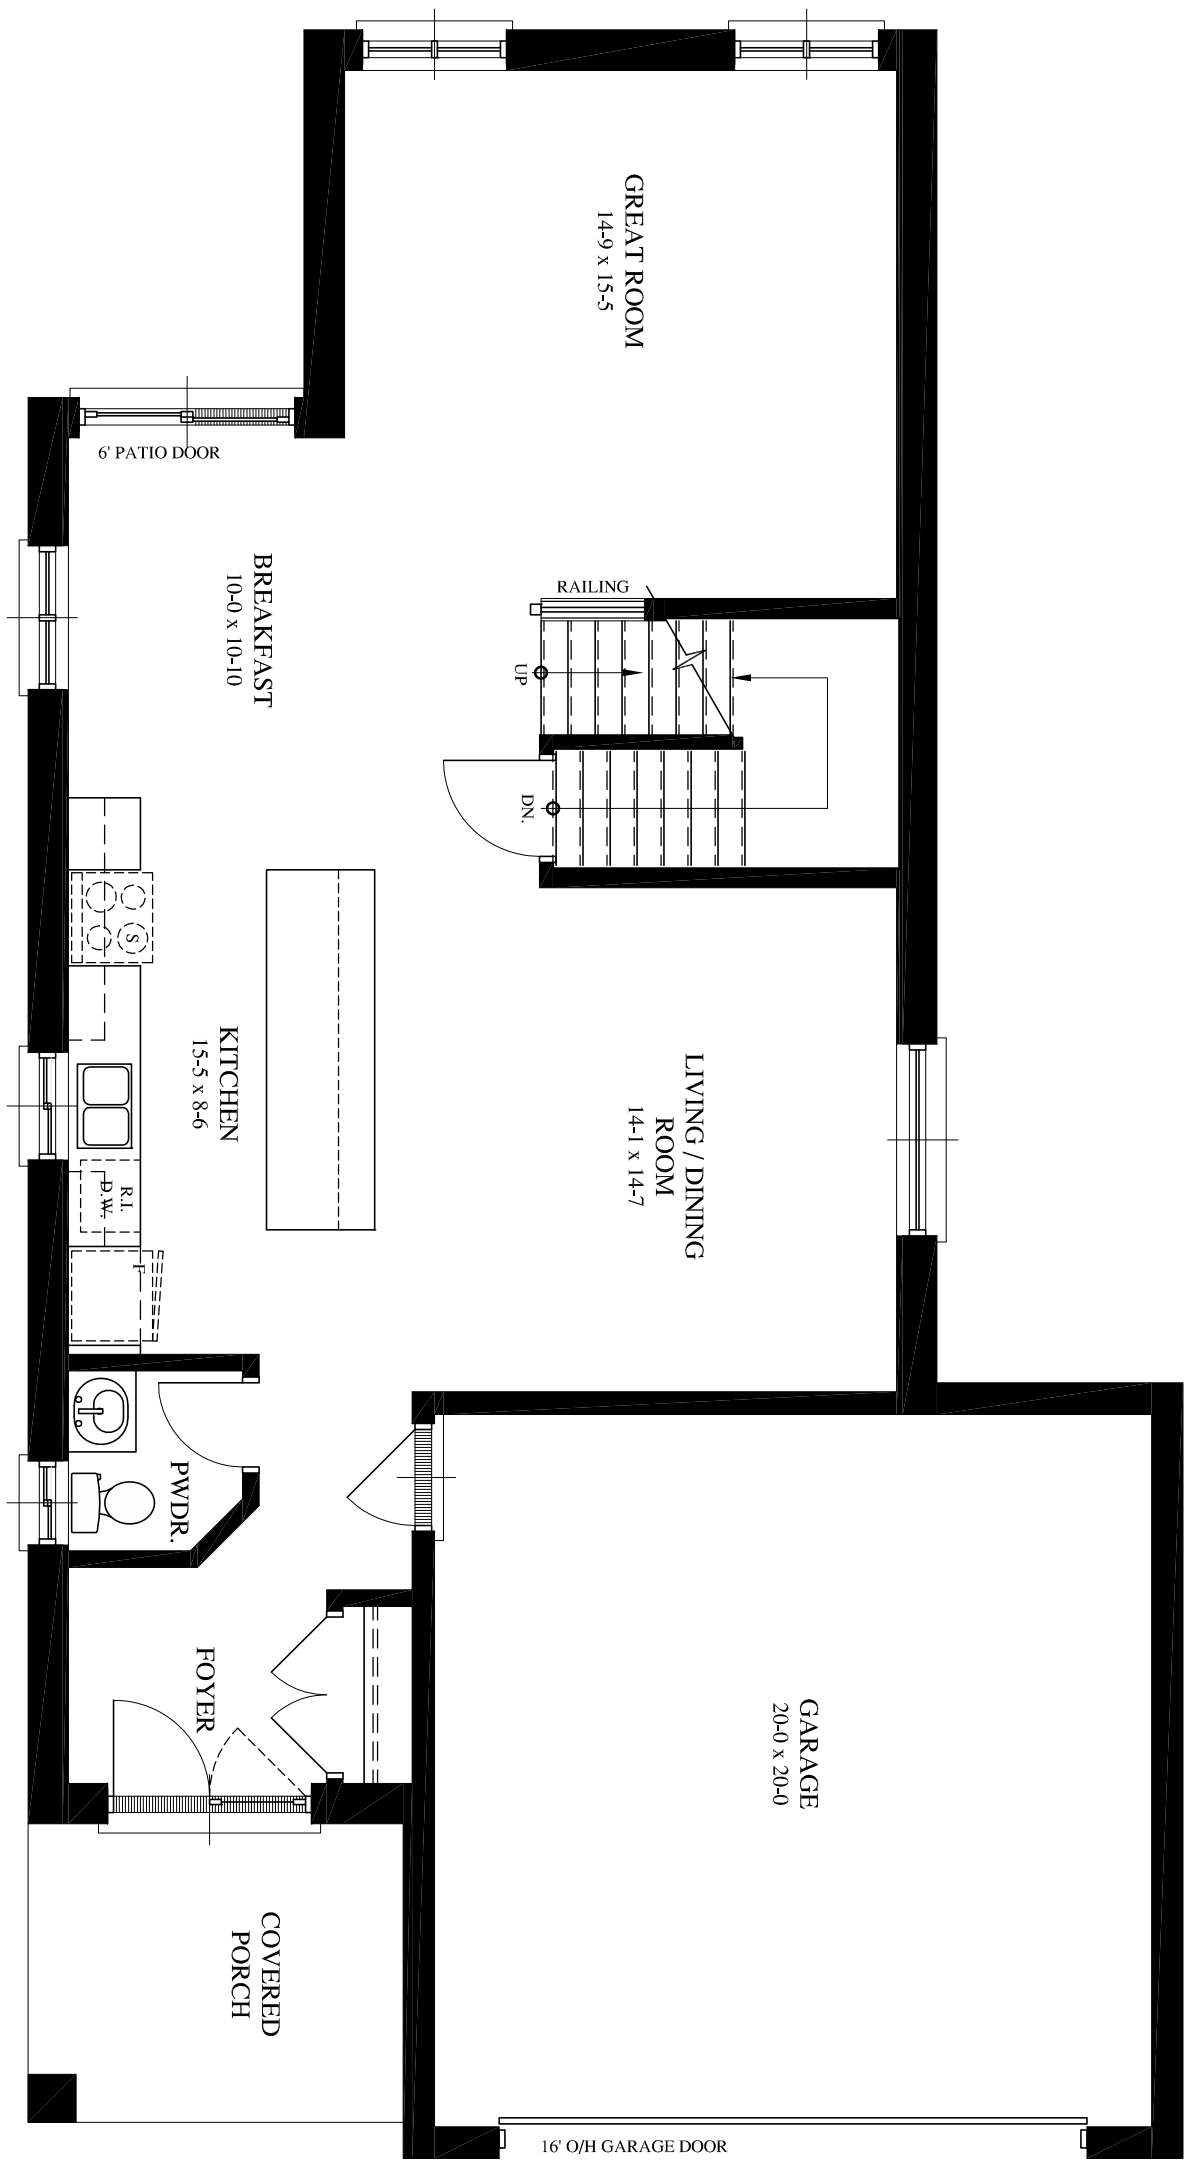 GREAT ROOM
14-9 x 15-5
6' PATIO DOOR
BREAKFAST
10-0 x 10-10
RAILING
UP
DN.
S
KITCHEN
15-5 x 8-6
LIVING / DINING
ROOM
14-1 x 14-7
R.I.
D.W.
F
PWDR.
FOYER
GARAGE
20-0 x 20-0
COVERED
PORCH
16' O/H GARAGE DOOR